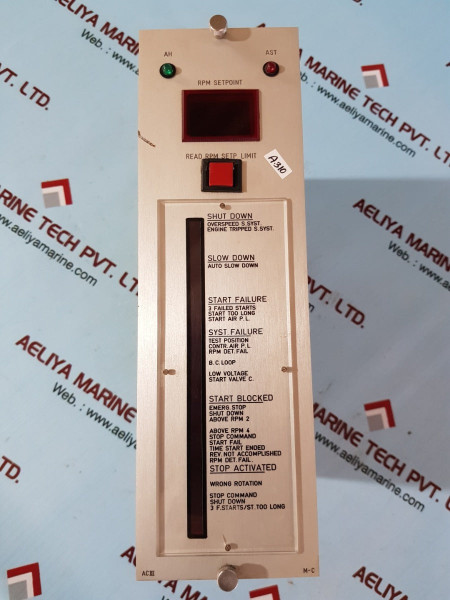 AH
AST
RPM SETPOINT
READ RPM SETP. LIMIT
A310
SHUT DOWN
OVERSPEED S.SYST.
ENGINE TRIPPED S.SYST.
SLOW DOWN
AUTO SLOW DOWN
START FAILURE
3 FAILED STARTS
START TOO LONG
START AIR P.L.
SYST FAILURE
TEST POSITION
CONTR. AIR P.L.
RPM DET. FAIL
B.C. LOOP
LOW VOLTAGE
START VALVE C.
START BLOCKED
EMERG STOP
SHUT DOWN
ABOVE RPM 2
ABOVE RPM 4
STOP COMMAND
START FAIL
TIME START ENDED
REV. NOT ACCOMPLISHED
RPM DET. FAIL
STOP ACTIVATED
WRONG ROTATION
STOP COMMAND
SHUT DOWN
3 F.STARTS/ST.TOO LONG
M-C
AELIYA MARINE TECH PVT. LTD.
Web. : www.aeliyamarine.com